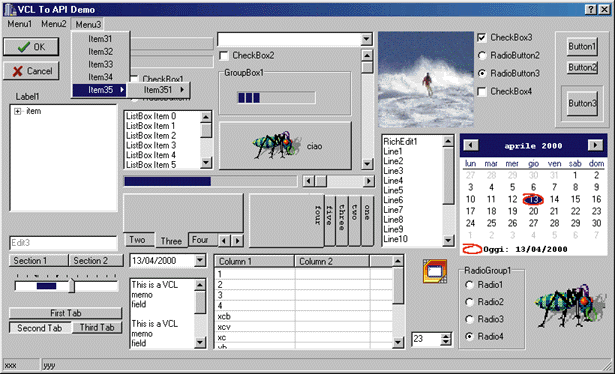 VCL To API Demo
Menu1 Menu2 Menu3
Item31
Item32
Item33
Item34
Item35
Item351
OK
Cancel
CheckBox1
CheckBox2
GroupBox1
ciao
CheckBox3
RadioButton2
RadioButton3
CheckBox4
Button1
Button2
Button3
Label1
item
ListBox Item 0
ListBox Item 1
ListBox Item 2
ListBox Item 3
ListBox Item 4
ListBox Item 5
RichEdit1
Line1
Line2
Line3
Line4
Line5
Line6
Line7
Line8
Line9
Line10
aprile 2000
lun mar mer gio ven sab dom
27 28 29 30 31 1 2
3 4 5 6 7 8 9
10 11 12 13 14 15 16
17 18 19 20 21 22 23
24 25 26 27 28 29 30
1 2 3 4 5 6 7
Oggi: 13/04/2000
Edit3
Two Three Four
four five three two one
Section 1 Section 2
13/04/2000
Column 1 Column 2
1
2
3
4
xcb
xcv
xc
vb
This is a VCL
memo
field
This is a VCL
memo
field
First Tab
Second Tab Third Tab
23
RadioGroup1
Radio1
Radio2
Radio3
Radio4
xxx yyy